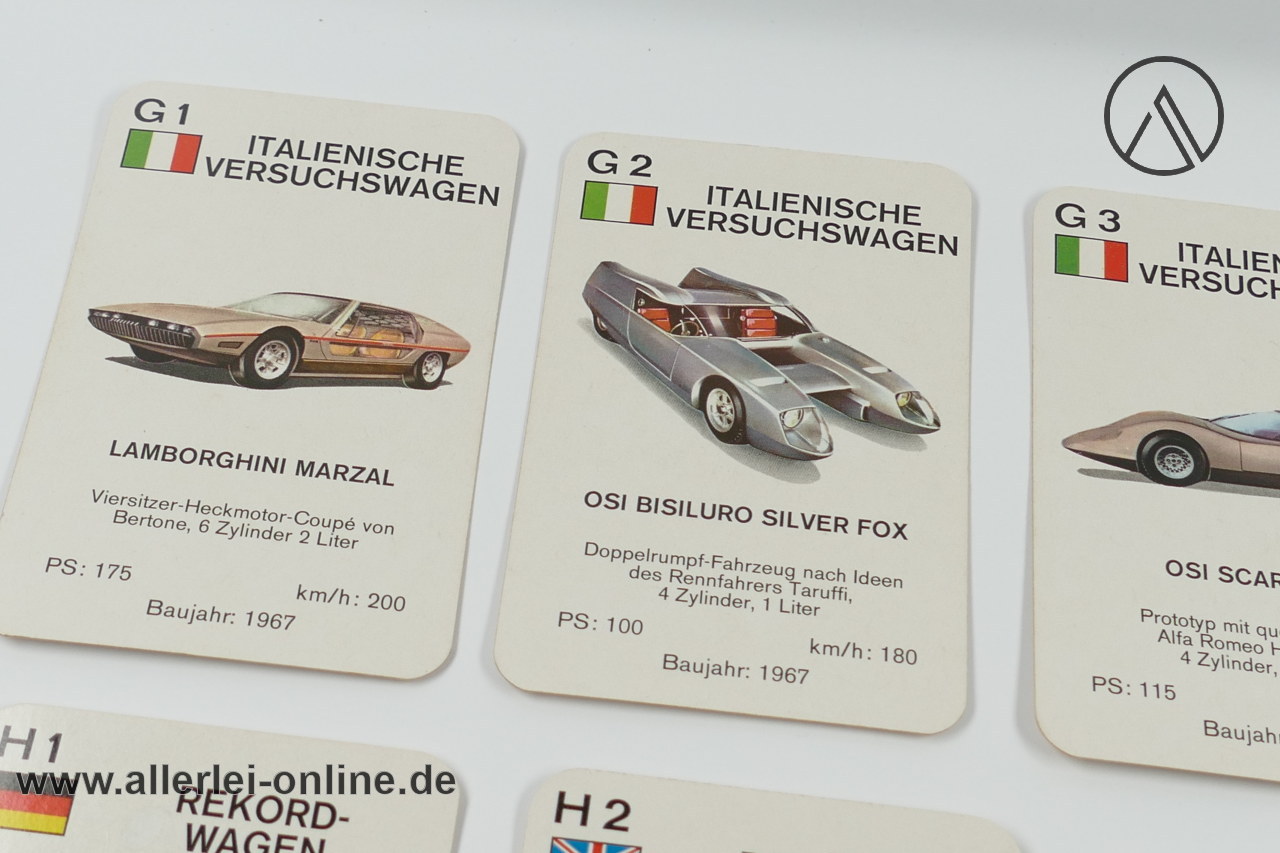 G 1
ITALIENISCHE
VERSUCHSWAGEN
LAMBORGHINI MARZAL
Viersitzer-Heckmotor-Coupé von
Bertone, 6 Zylinder 2 Liter
PS: 175
km/h: 200
Baujahr: 1967
G 2
ITALIENISCHE
VERSUCHSWAGEN
OSI BISILURO SILVER FOX
Doppelrumpf-Fahrzeug nach Ideen
des Rennfahrers Taruffi,
4 Zylinder, 1 Liter
PS: 100
km/h: 180
Baujahr: 1967
G 3
ITALIEN
VERSUCH
OSI SCAR
Prototyp mit qu
Alfa Romeo H
4 Zylinder,
PS: 115
Baujah
H 1
www.allerlei-online.de
REKORD-
WAGEN
H 2